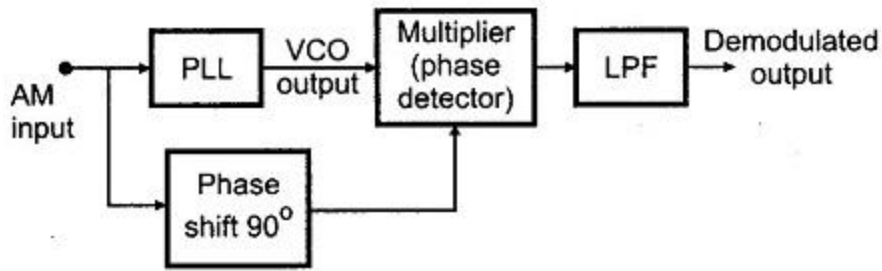 AM
input
PLL
VCO
output
Multiplier
(phase
detector)
LPF
Demodulated
output
Phase
shift 90°